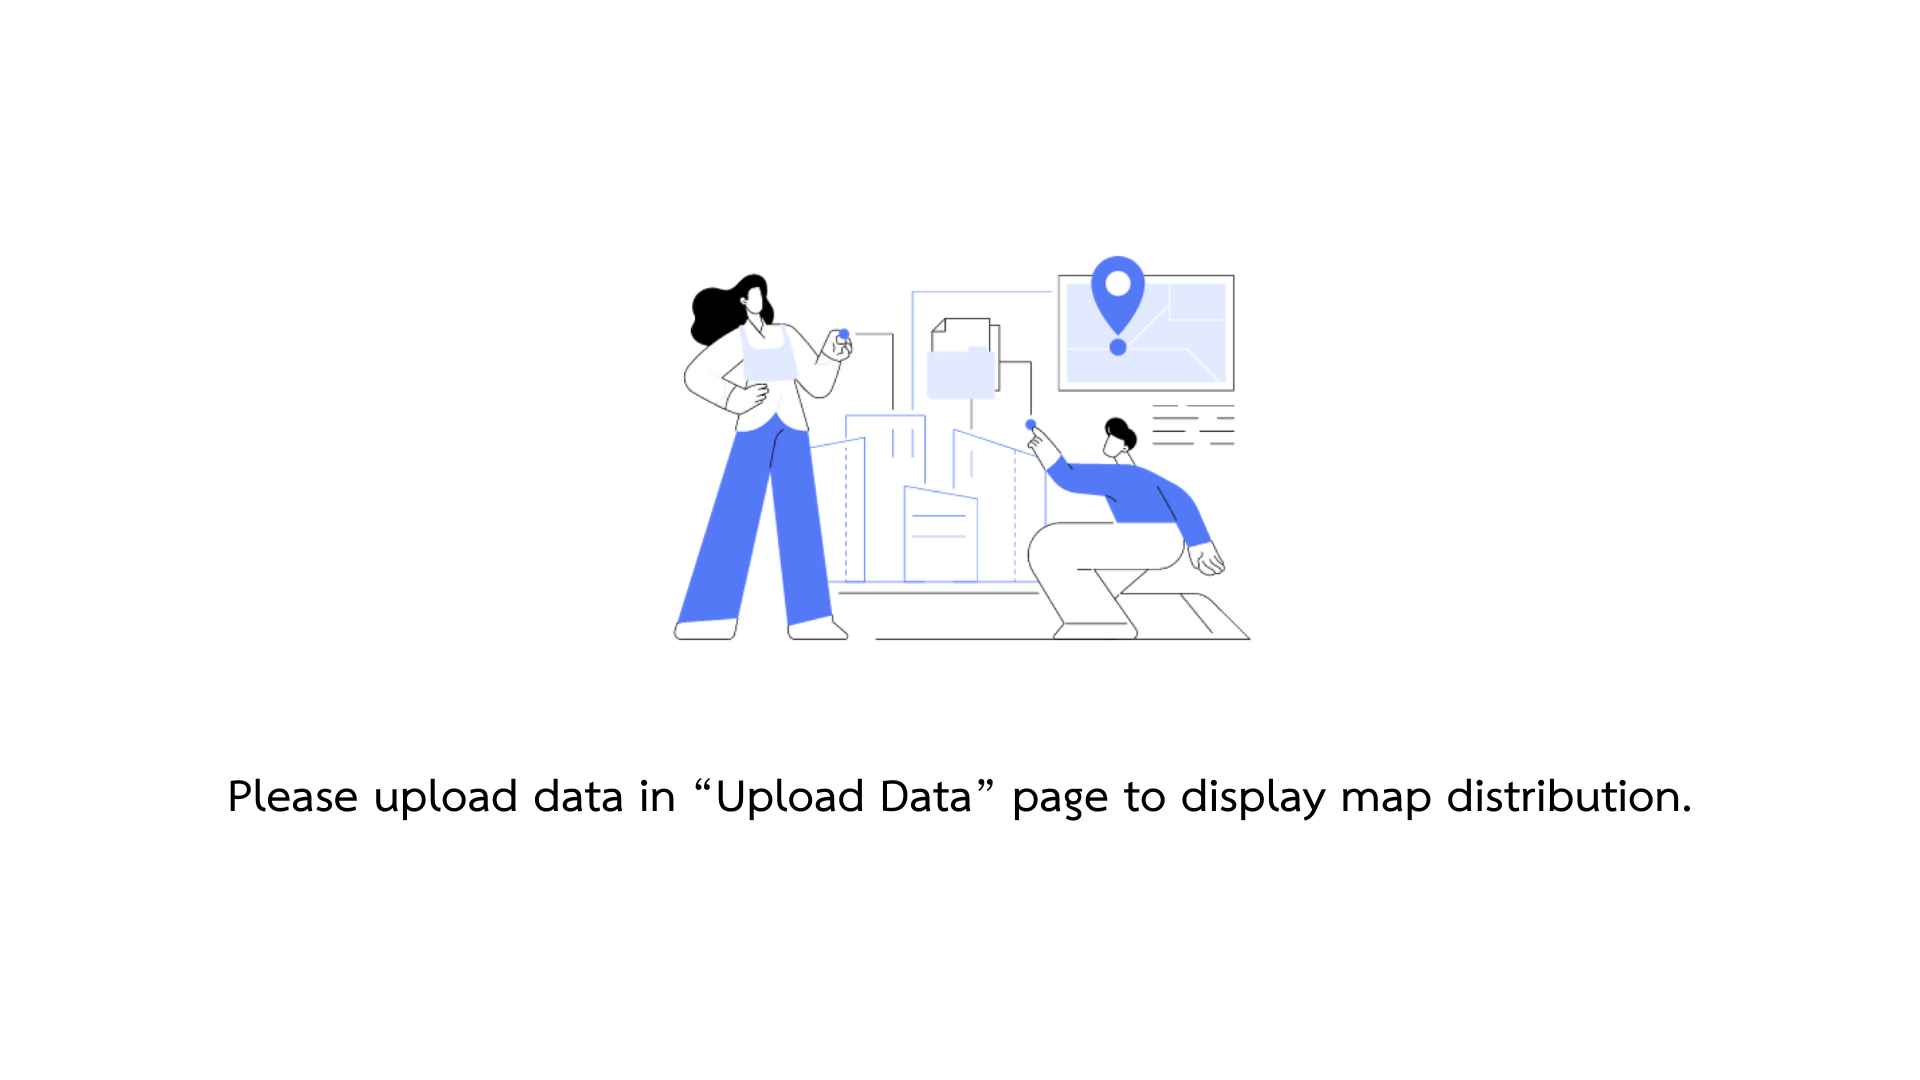 Please upload data in “Upload Data” page to display map distribution.